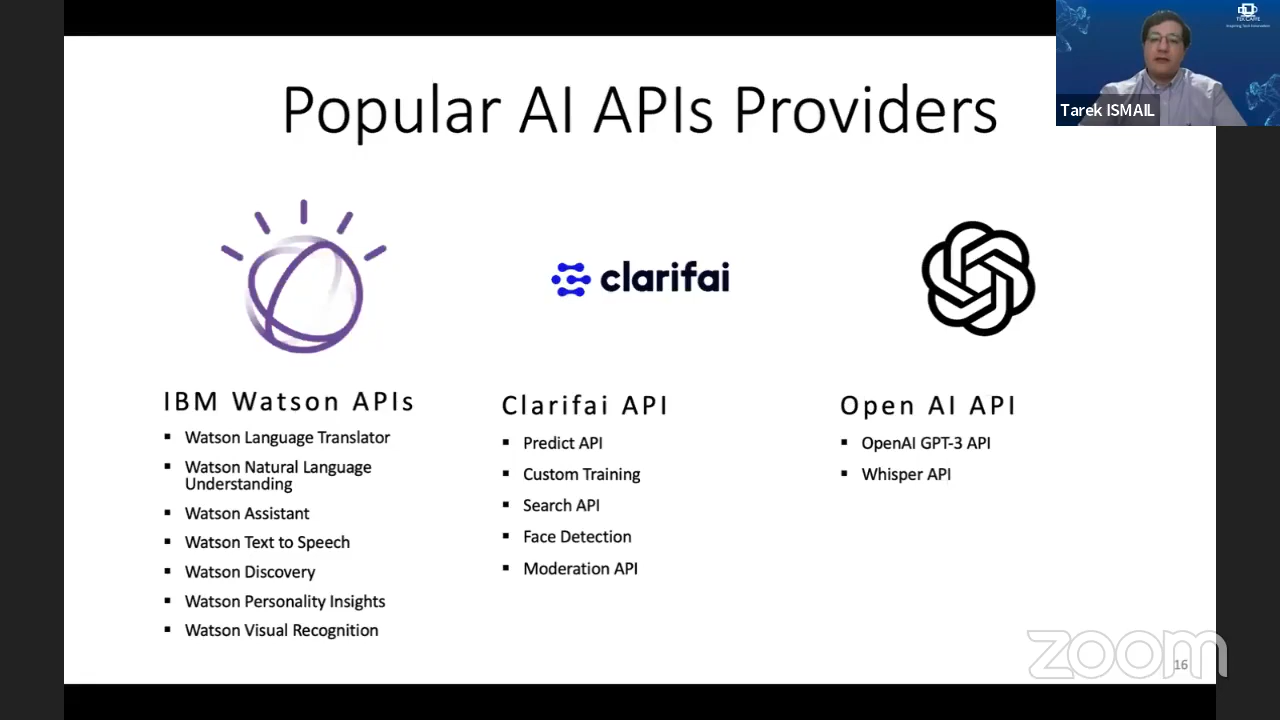 Popular AI APIs Providers
TEKCAFFE
Tarek ISMAIL
clarifai
IBM Watson APIs
▪ Watson Language Translator
▪ Watson Natural Language
Understanding
▪ Watson Assistant
▪ Watson Text to Speech
▪ Watson Discovery
▪ Watson Personality Insights
▪ Watson Visual Recognition
Clarifai API
▪ Predict API
▪ Custom Training
▪ Search API
▪ Face Detection
▪ Moderation API
Open AI API
▪ OpenAI GPT-3 API
▪ Whisper API
zoom
16